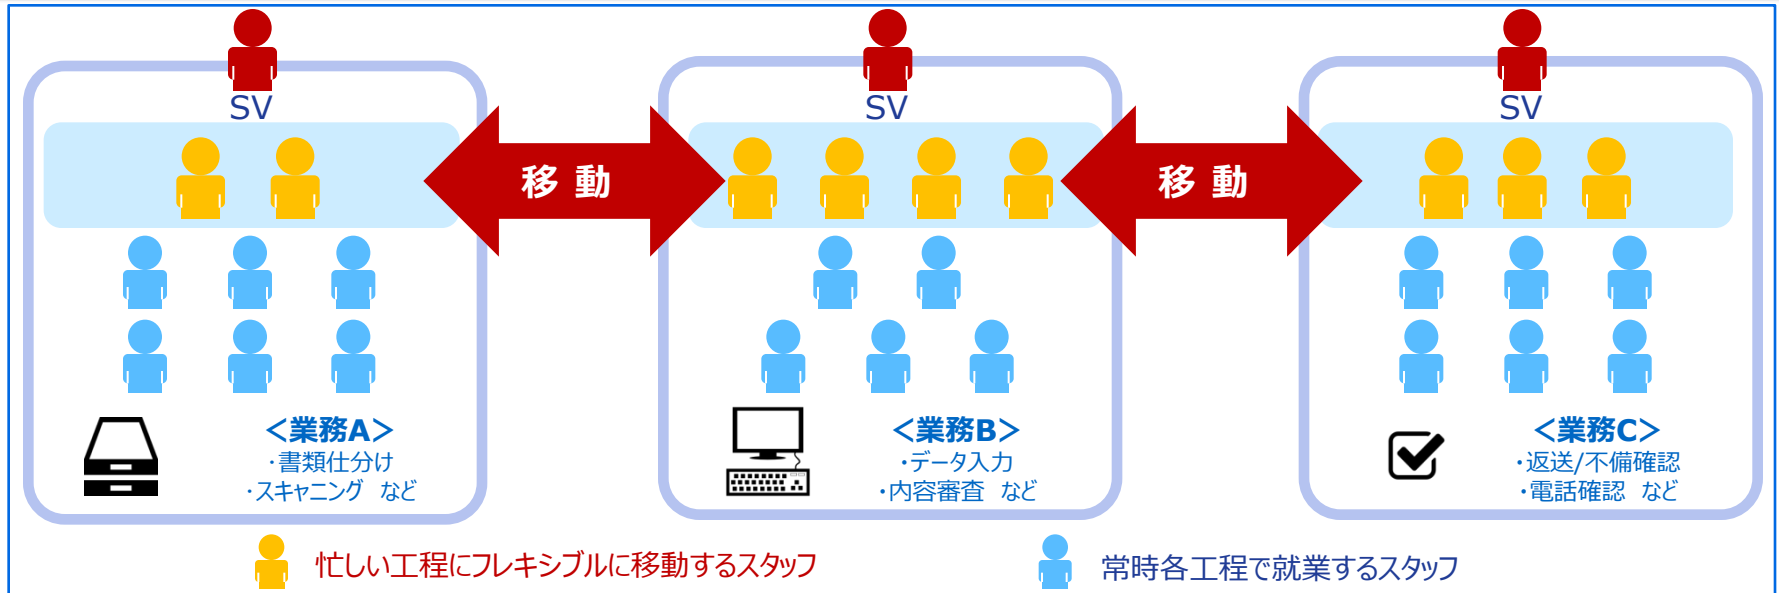 SV
SV
SV
移 動
移 動
＜業務A＞
・書類仕分け
・スキャニング など
＜業務B＞
・データ入力
・内容審査 など
＜業務C＞
・返送/不備確認
・電話確認 など
忙しい工程にフレキシブルに移動するスタッフ
常時各工程で就業するスタッフ